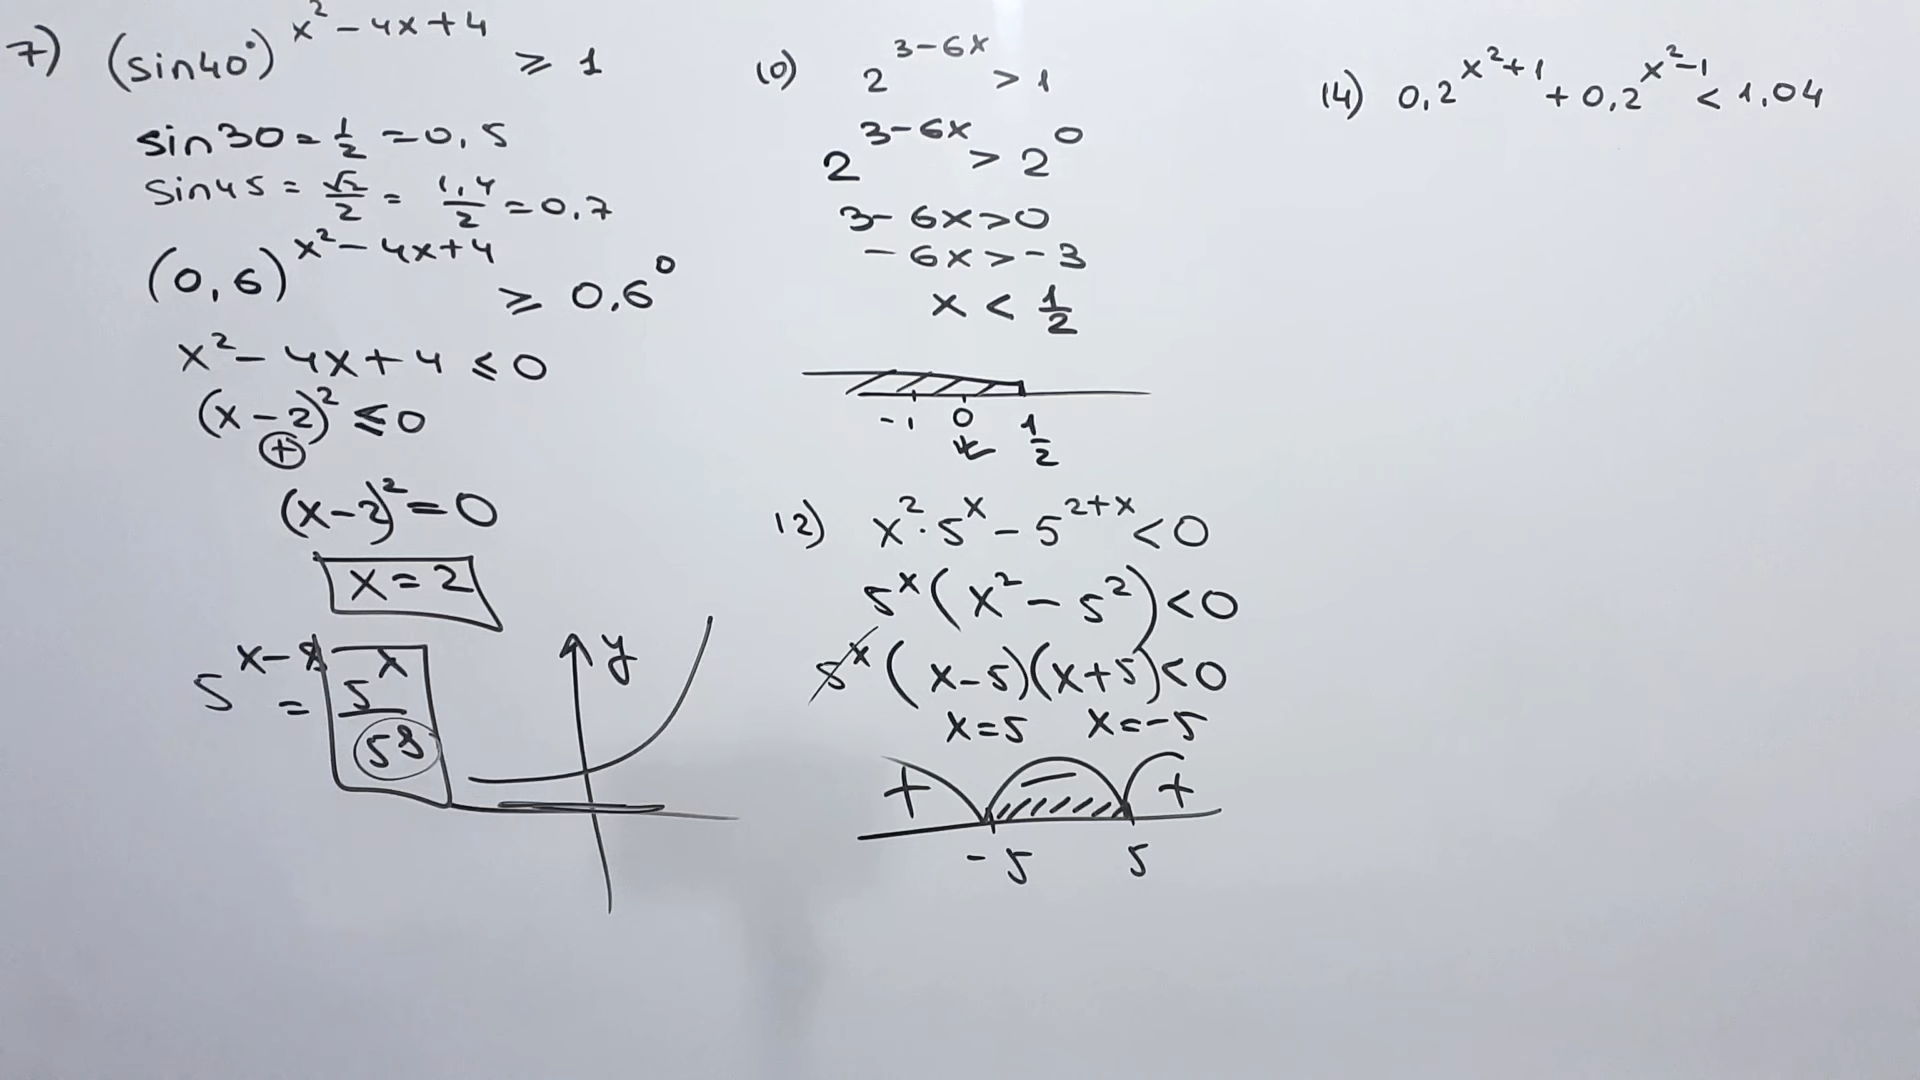 7) (sin40°)^{x²-4x+4} ≥ 1
sin30 = 1/2 = 0,5
sin45 = √2/2 = 1,4/2 = 0.7
(0,6)^{x²-4x+4} ≥ 0.6^0
x² - 4x + 4 ≤ 0
(x-2)² ≤ 0
+
(x-2)² = 0
x = 2
5^{x-8} = 5^x/5^8
y
10) 2^{3-6x} > 1
2^{3-6x} > 2^0
3-6x>0
-6x>-3
x < 1/2
-1 0 1/2
12) x²·5^x - 5^{2+x} < 0
5^x(x² - 5²) < 0
5^x(x-5)(x+5) < 0
x=5 x=-5
+ - +
-5 5
14) 0,2^{x²+1} + 0,2^{x²-1} < 1.04